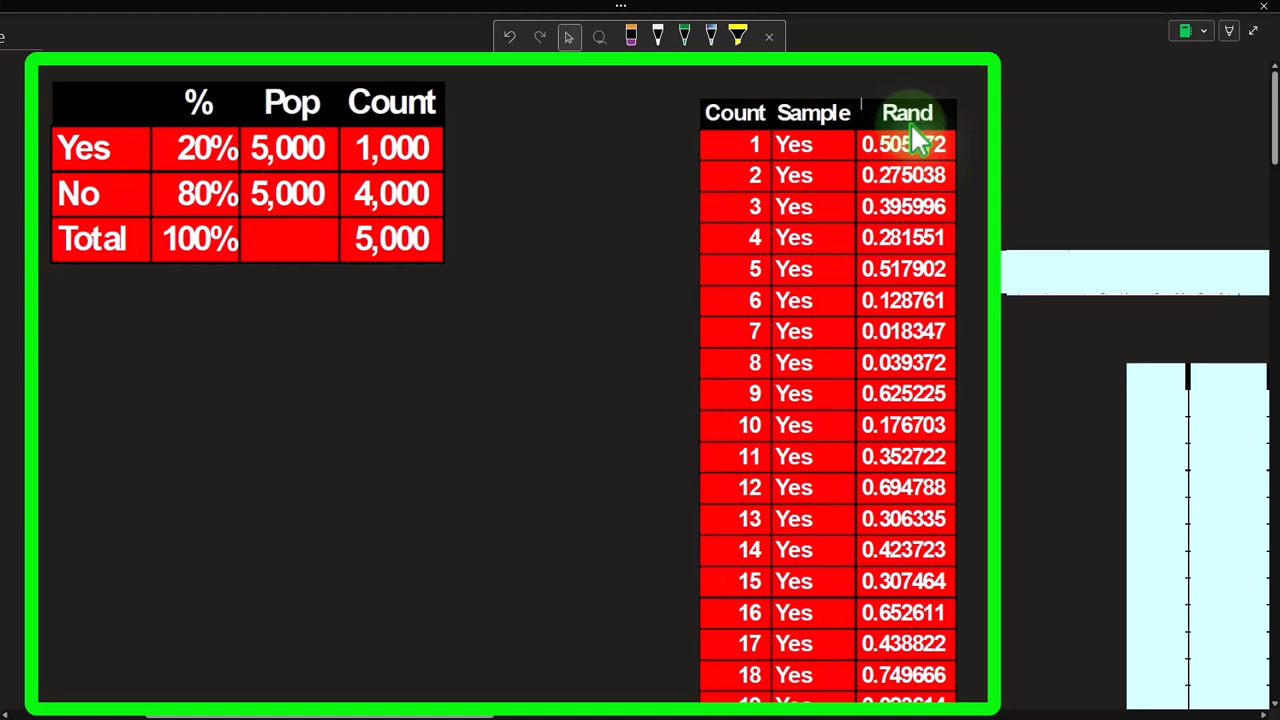 % Pop Count
Yes 20% 5,000 1,000
No 80% 5,000 4,000
Total 100% 5,000
Count Sample Rand
1 Yes
2 Yes 0.275038
3 Yes 0.395996
4 Yes 0.281551
5 Yes 0.517902
6 Yes 0.128761
7 Yes 0.018347
8 Yes 0.039372
9 Yes 0.625225
10 Yes 0.176703
11 Yes 0.352722
12 Yes 0.694788
13 Yes 0.306335
14 Yes 0.423723
15 Yes 0.307464
16 Yes 0.652611
17 Yes 0.438822
18 Yes 0.749666